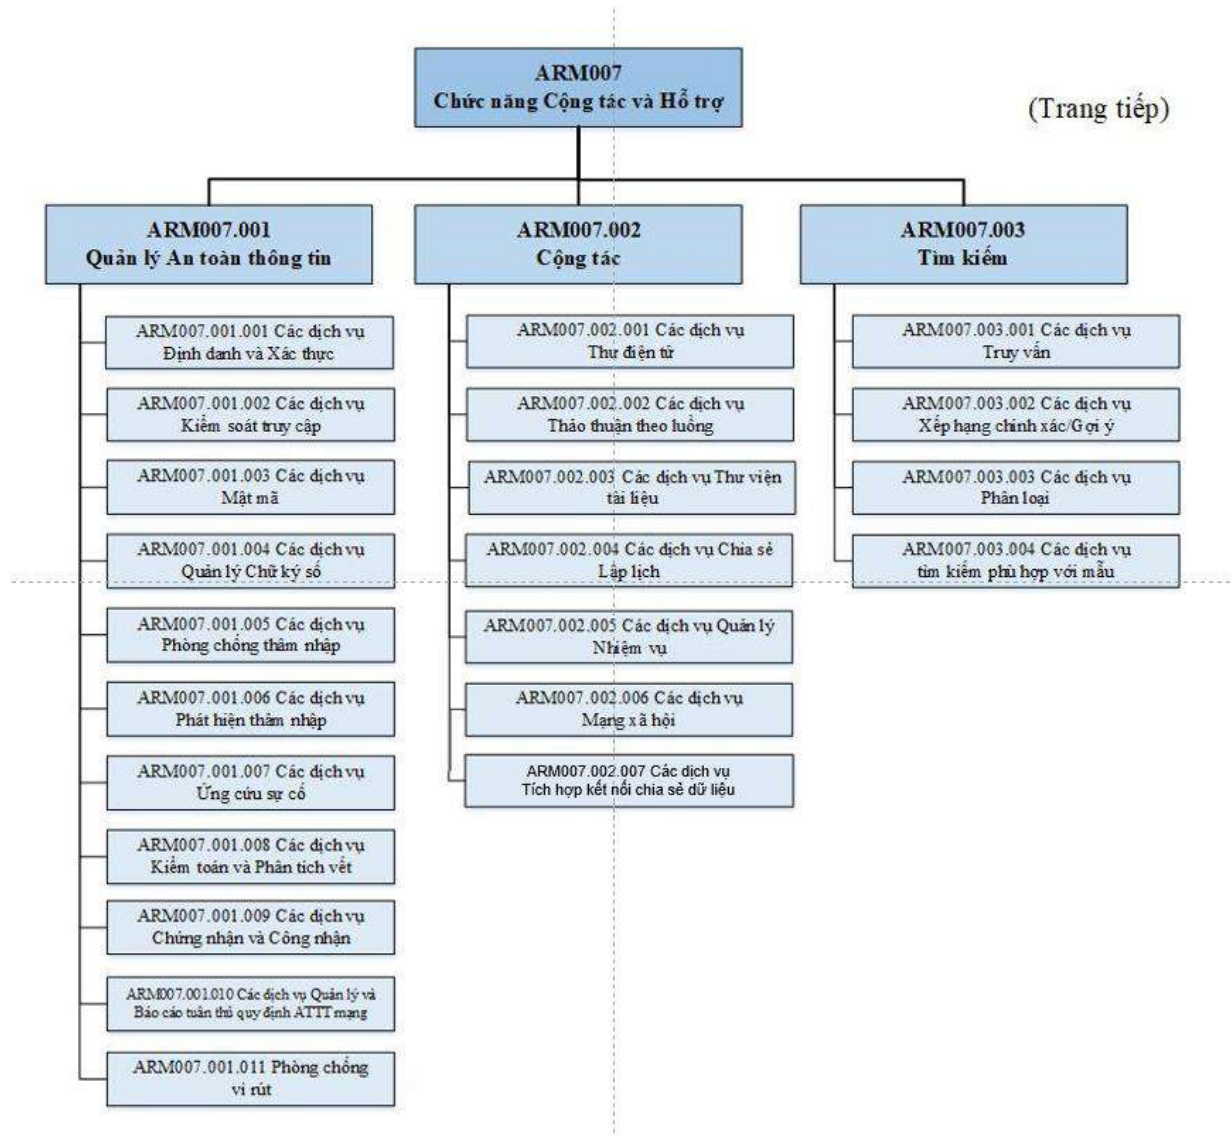 ARM007
Chức năng Cộng tác và Hỗ trợ
(Trang tiếp)
ARM007.001
Quản lý An toàn thông tin
ARM007.001.001 Các dịch vụ
Định danh và Xác thực
ARM007.001.002 Các dịch vụ
Kiểm soát truy cập
ARM007.001.003 Các dịch vụ
Mật mã
ARM007.001.004 Các dịch vụ
Quản lý Chữ ký số
ARM007.001.005 Các dịch vụ
Phòng chống thâm nhập
ARM007.001.006 Các dịch vụ
Phát hiện thâm nhập
ARM007.001.007 Các dịch vụ
Ứng cứu sự cố
ARM007.001.008 Các dịch vụ
Kiểm toán và Phân tích vết
ARM007.001.009 Các dịch vụ
Chứng nhận và Công nhận
ARM007.001.010 Các dịch vụ Quản lý và
Báo cáo tuân thủ quy định ATTT mạng
ARM007.001.011 Phòng chống
vi rút
ARM007.002
Cộng tác
ARM007.002.001 Các dịch vụ
Thư điện tử
ARM007.002.002 Các dịch vụ
Thảo thuận theo luồng
ARM007.002.003 Các dịch vụ Thư viện
tài liệu
ARM007.002.004 Các dịch vụ Chia sẻ
Lập lịch
ARM007.002.005 Các dịch vụ Quản lý
Nhiệm vụ
ARM007.002.006 Các dịch vụ
Mạng xã hội
ARM007.002.007 Các dịch vụ
Tích hợp kết nối chia sẻ dữ liệu
ARM007.003
Tìm kiếm
ARM007.003.001 Các dịch vụ
Truy vấn
ARM007.003.002 Các dịch vụ
Xếp hạng chính xác/Gợi ý
ARM007.003.003 Các dịch vụ
Phân loại
ARM007.003.004 Các dịch vụ
tìm kiếm phù hợp với mẫu